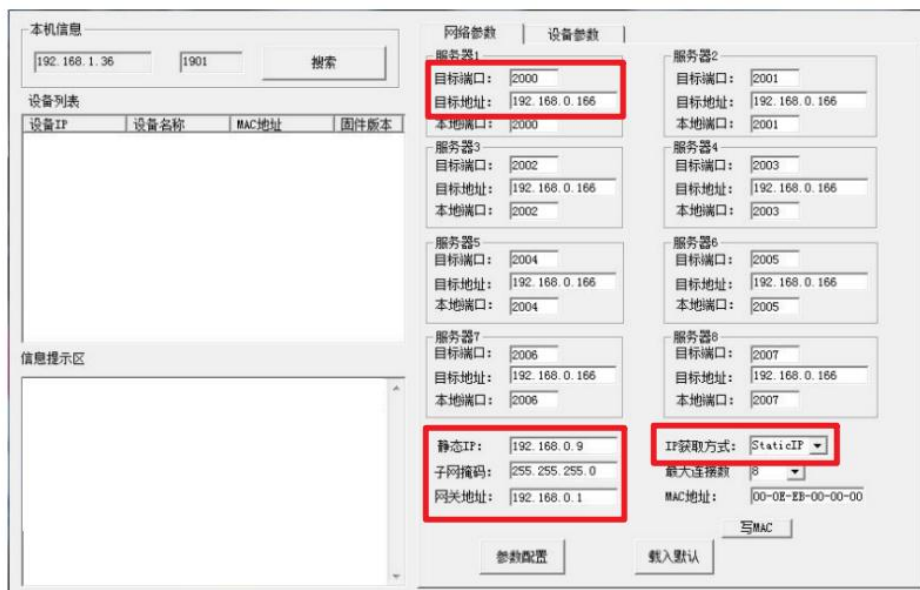 本机信息
192.168.1.36
1901
搜索
设备列表
设备IP 设备名称 MAC地址 固件版本
信息提示区
网络参数 设备参数
服务器1
目标端口: 2000
目标地址: 192.168.0.166
本地端口: 2000
服务器2
目标端口: 2001
目标地址: 192.168.0.166
本地端口: 2001
服务器3
目标端口: 2002
目标地址: 192.168.0.166
本地端口: 2002
服务器4
目标端口: 2003
目标地址: 192.168.0.166
本地端口: 2003
服务器5
目标端口: 2004
目标地址: 192.168.0.166
本地端口: 2004
服务器6
目标端口: 2005
目标地址: 192.168.0.166
本地端口: 2005
服务器7
目标端口: 2006
目标地址: 192.168.0.166
本地端口: 2006
服务器8
目标端口: 2007
目标地址: 192.168.0.166
本地端口: 2007
静态IP: 192.168.0.9
子网掩码: 255.255.255.0
网关地址: 192.168.0.1
IP获取方式: StaticIP
最大连接数 8
MAC地址: 00-0E-EB-00-00-00
写MAC
参数配置
载入默认